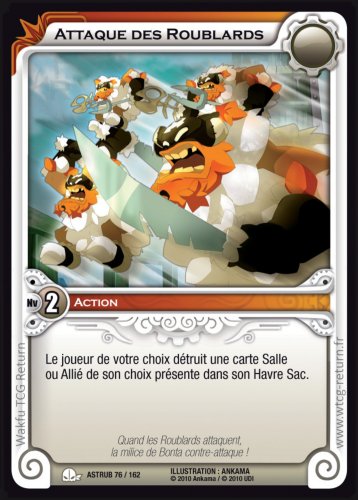 Attaque des Roublards
Nv 2 Action
Le joueur de votre choix détruit une carte Salle
ou Allié de son choix présente dans son Havre Sac.
Quand les Roublards attaquent,
la milice de Bonta contre-attaque !
ASTRUB 76 / 162
ILLUSTRATION : ANKAMA
© 2010 Ankama / © 2010 UDI
Wakfu TCG Return
www.wtcg-return.fr